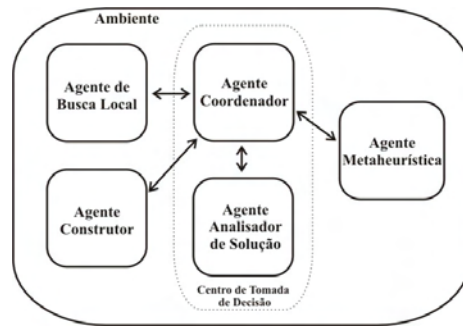 Ambiente
Agente de
Busca Local
Agente
Coordenador
Agente
Metaheurística
Agente
Construtor
Agente
Analisador
de Solução
Centro de Tomada
de Decisão